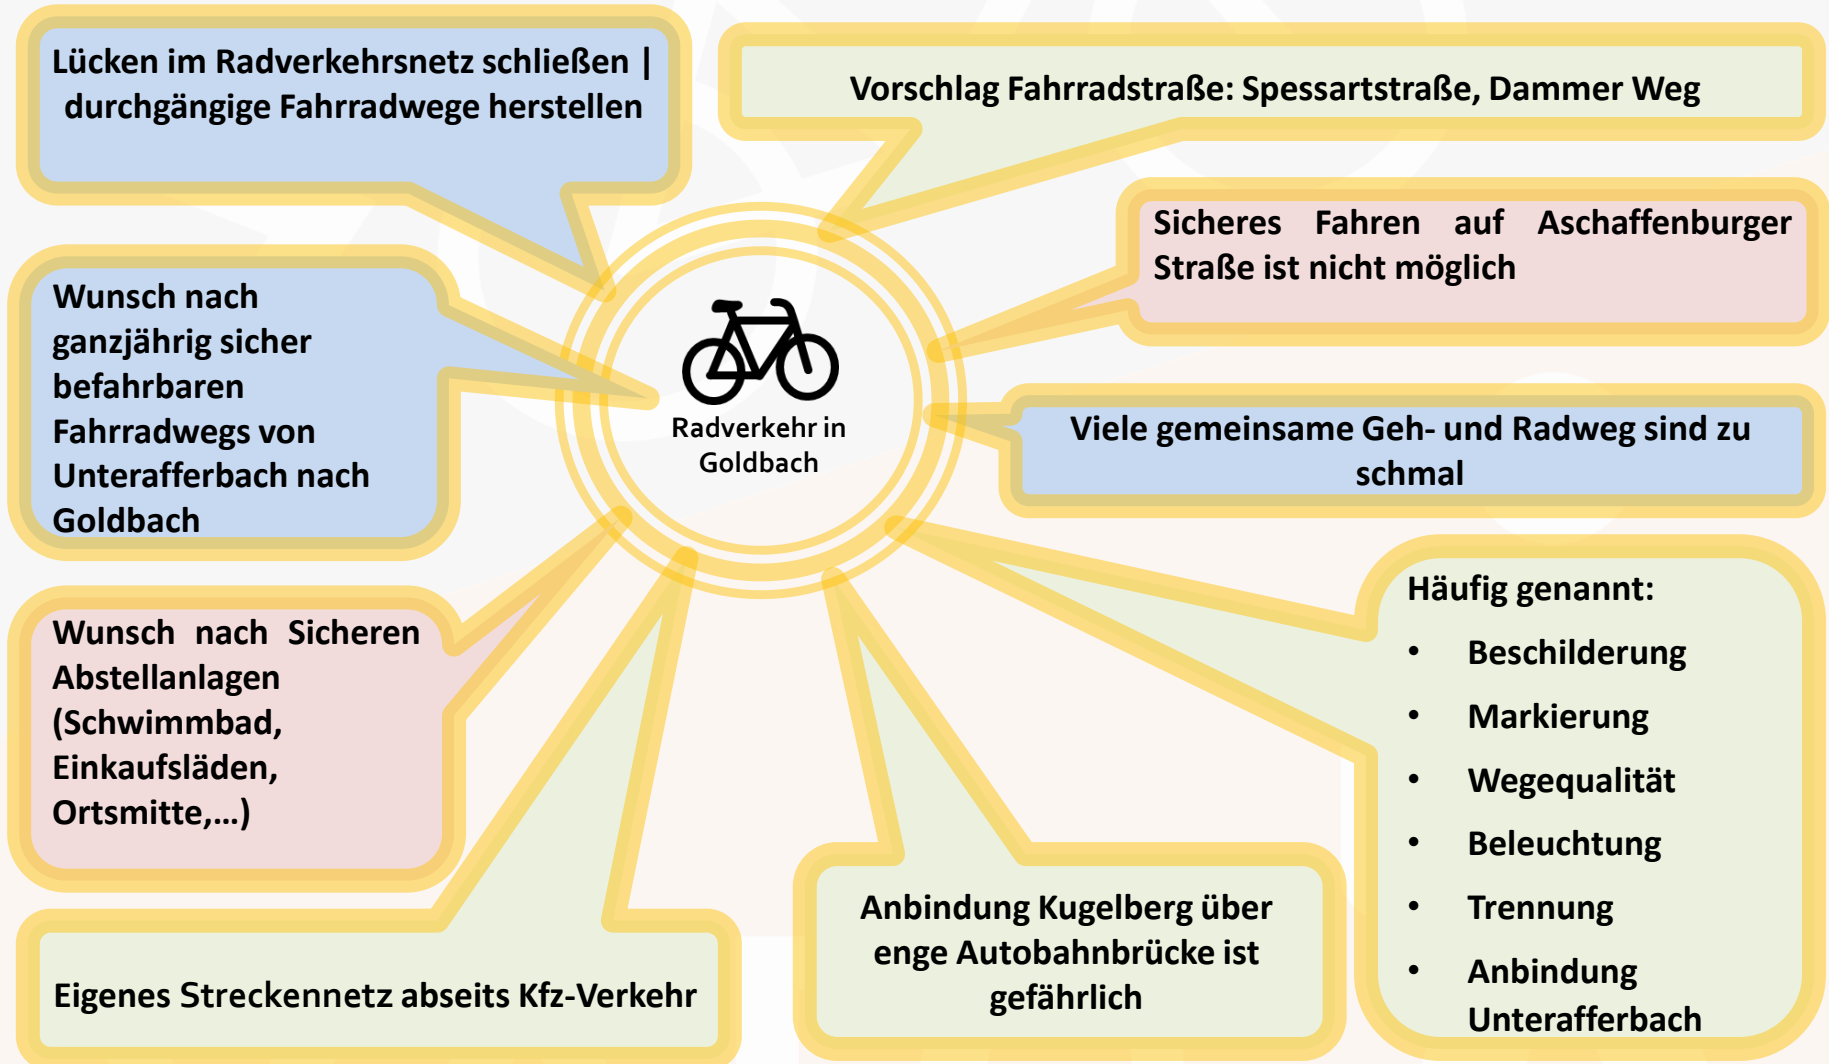 Lücken im Radverkehrsnetz schließen |
durchgängige Fahrradwege herstellen
Vorschlag Fahrradstraße: Spessartstraße, Dammer Weg
Sicheres Fahren auf Aschaffenburger
Straße ist nicht möglich
Wunsch nach
ganzjährig sicher
befahrbaren
Fahrradwegs von
Unterafferbach nach
Goldbach
Radverkehr in
Goldbach
Viele gemeinsame Geh- und Radweg sind zu
schmal
Wunsch nach Sicheren
Abstellanlagen
(Schwimmbad,
Einkaufsläden,
Ortsmitte,...)
Häufig genannt:
• Beschilderung
• Markierung
• Wegequalität
• Beleuchtung
• Trennung
• Anbindung
Unterafferbach
Anbindung Kugelberg über
enge Autobahnbrücke ist
gefährlich
Eigenes Streckennetz abseits Kfz-Verkehr